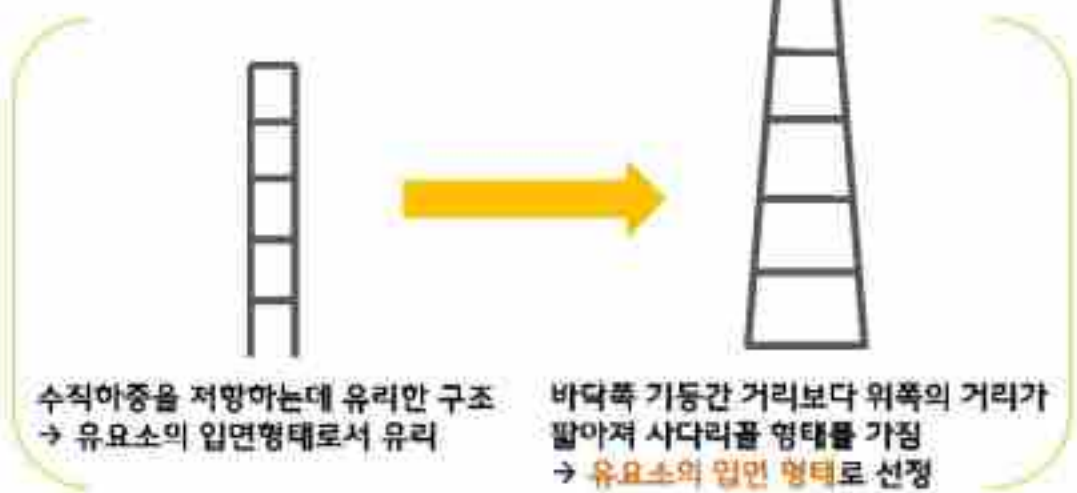 수직하중을 저항하는데 유리한 구조
→ 유요소의 입면형태로서 유리
바닥쪽 기둥간 거리보다 위쪽의 거리가
짧아져 사다리꼴 형태를 가짐
→ 유요소의 입면 형태로 선정